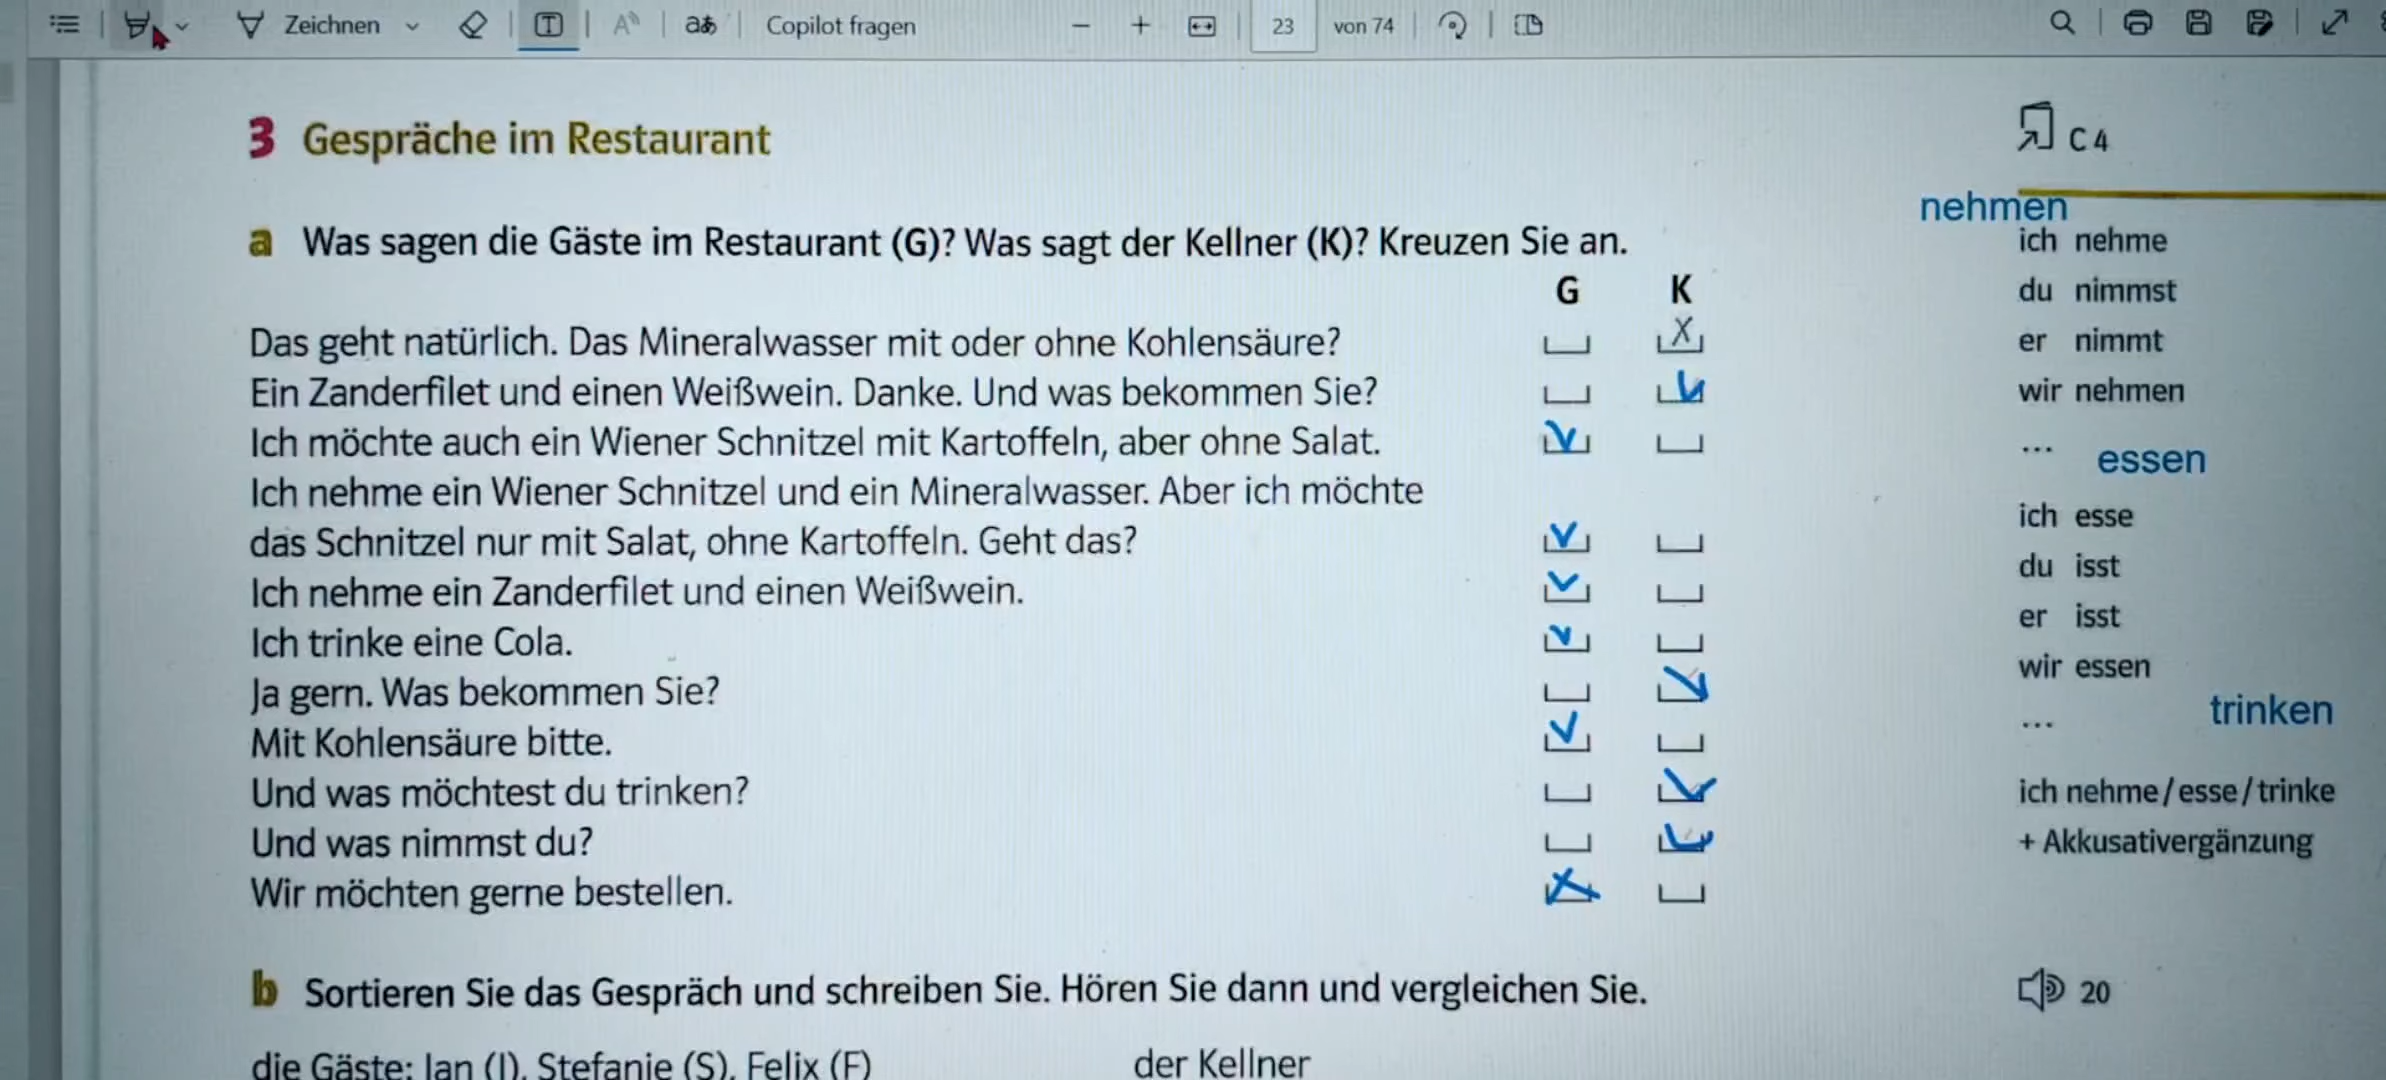 Zeichnen
Copilot fragen
23
von 74
3 Gespräche im Restaurant
C 4
a Was sagen die Gäste im Restaurant (G)? Was sagt der Kellner (K)? Kreuzen Sie an.
G K
Das geht natürlich. Das Mineralwasser mit oder ohne Kohlensäure? X
Ein Zanderfilet und einen Weißwein. Danke. Und was bekommen Sie?
Ich möchte auch ein Wiener Schnitzel mit Kartoffeln, aber ohne Salat.
Ich nehme ein Wiener Schnitzel und ein Mineralwasser. Aber ich möchte
das Schnitzel nur mit Salat, ohne Kartoffeln. Geht das?
Ich nehme ein Zanderfilet und einen Weißwein.
Ich trinke eine Cola.
Ja gern. Was bekommen Sie?
Mit Kohlensäure bitte.
Und was möchtest du trinken?
Und was nimmst du?
Wir möchten gerne bestellen.
nehmen
ich nehme
du nimmst
er nimmt
wir nehmen
...
essen
ich esse
du isst
er isst
wir essen
...
trinken
ich nehme / esse / trinke
+ Akkusativergänzung
b Sortieren Sie das Gespräch und schreiben Sie. Hören Sie dann und vergleichen Sie.
20
die Gäste: Jan (J), Stefanie (S), Felix (F)
der Kellner